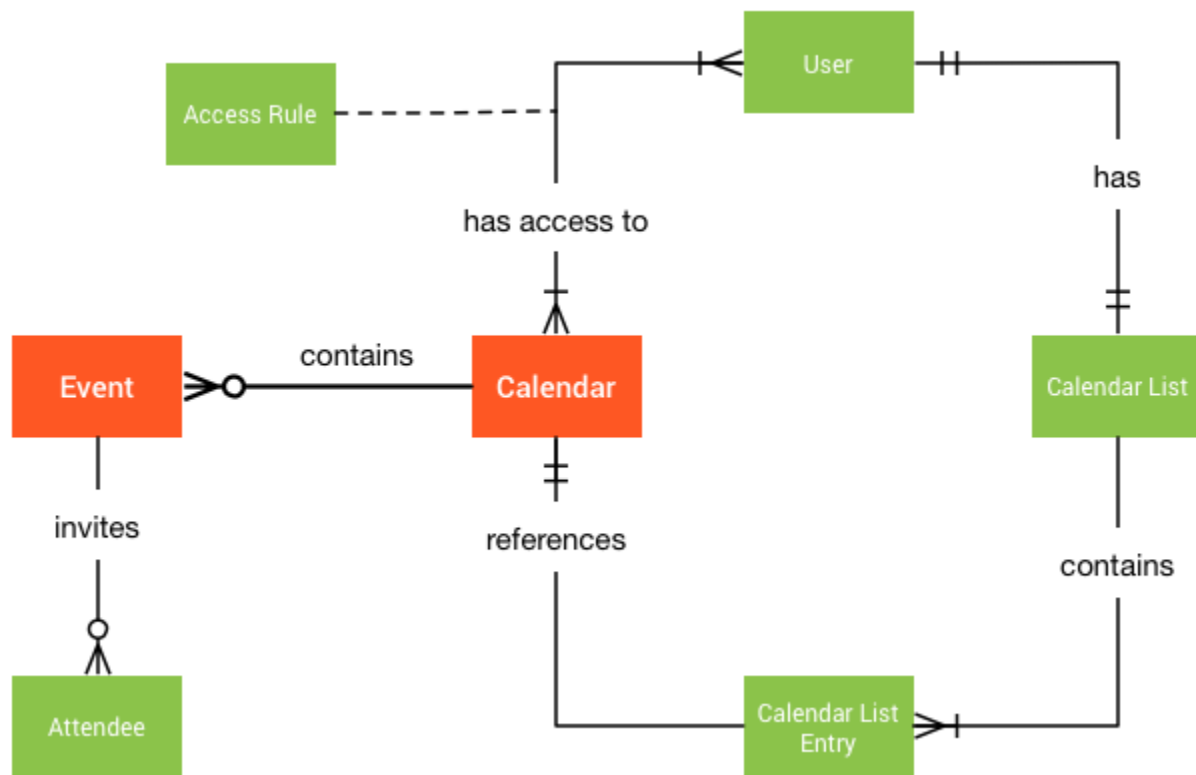 User
Access Rule
has
has access to
contains
Event
Calendar
Calendar List
invites
references
contains
Calendar List
Entry
Attendee